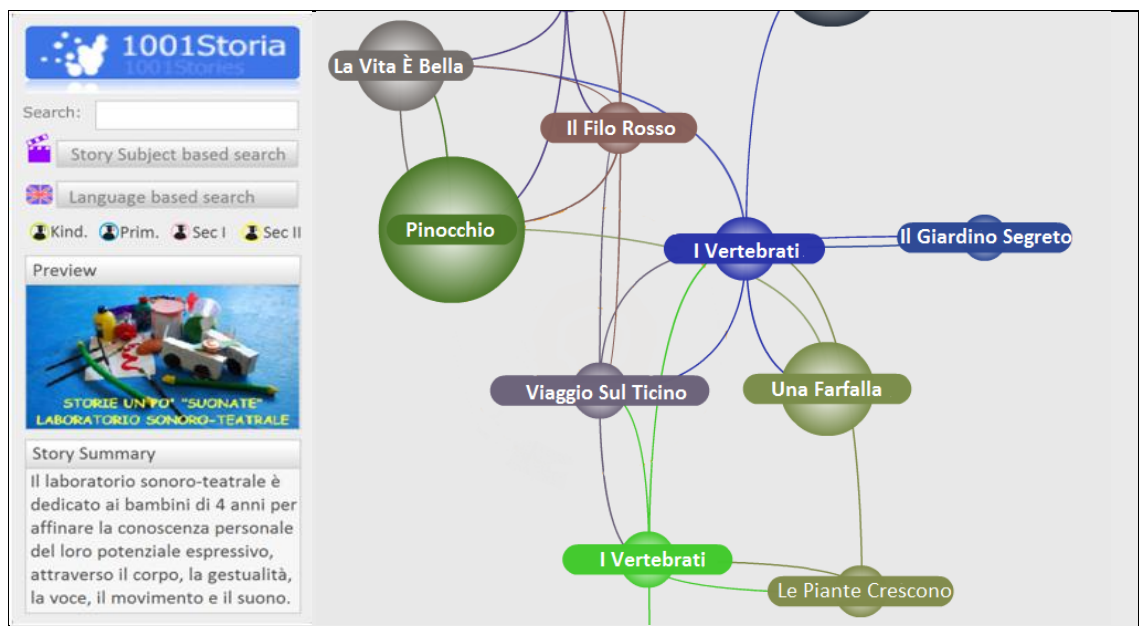 1001Storia
1001Stories
Search:
Story Subject based search
Language based search
Kind. Prim. Sec I Sec II
Preview
STORIE UN PO' "SUONATE"
LABORATORIO SONORO-TEATRALE
Story Summary
Il laboratorio sonoro-teatrale è
dedicato ai bambini di 4 anni per
affinare la conoscenza personale
del loro potenziale espressivo,
attraverso il corpo, la gestualità,
la voce, il movimento e il suono.
La Vita È Bella
Il Filo Rosso
Pinocchio
I Vertebrati
Il Giardino Segreto
Viaggio Sul Ticino
Una Farfalla
I Vertebrati
Le Piante Crescono